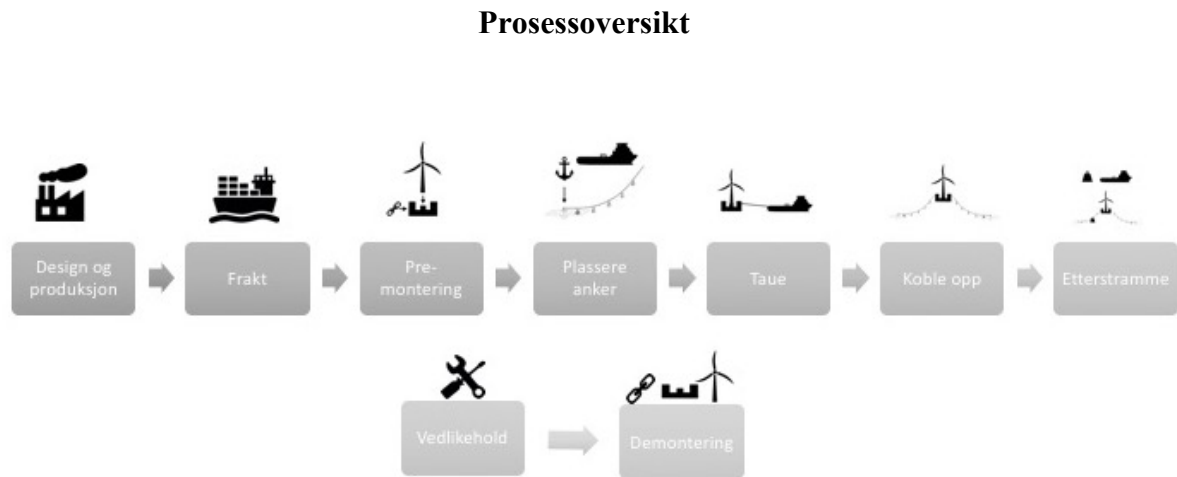 Prosessoversikt
Design og
produksjon
Frakt
Pre-
montering
Plassere
anker
Taue
Koble opp
Etterstramme
Vedlikehold
Demontering